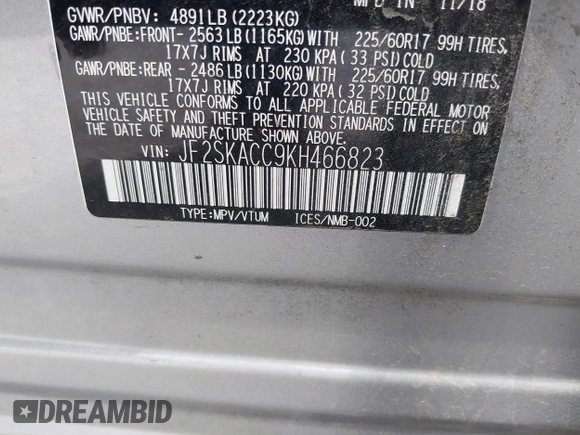 MFD IN 11/18
GVWR/PNBV: 4891LB (2223KG)
GAWR/PNBE:FRONT- 2563LB (1165KG)WITH 225/60R17 99H TIRES,
17X7J RIMS AT 230 KPA ( 33 PSI)COLD
GAWR/PNBE:REAR - 2486LB (1130KG)WITH 225/60R17 99H TIRES,
17X7J RIMS AT 220 KPA ( 32 PSI)COLD
THIS VEHICLE CONFORMS TO ALL APPLICABLE FEDERAL MOTOR
VEHICLE SAFETY AND THEFT PREVENTION STANDARDS IN EFFECT
ON THE DATE OF MANUFACTURE SHOWN ABOVE.
VIN: JF2SKACC9KH466823
TYPE:MPV/VTUM ICES/NMB-002
DREAMBID